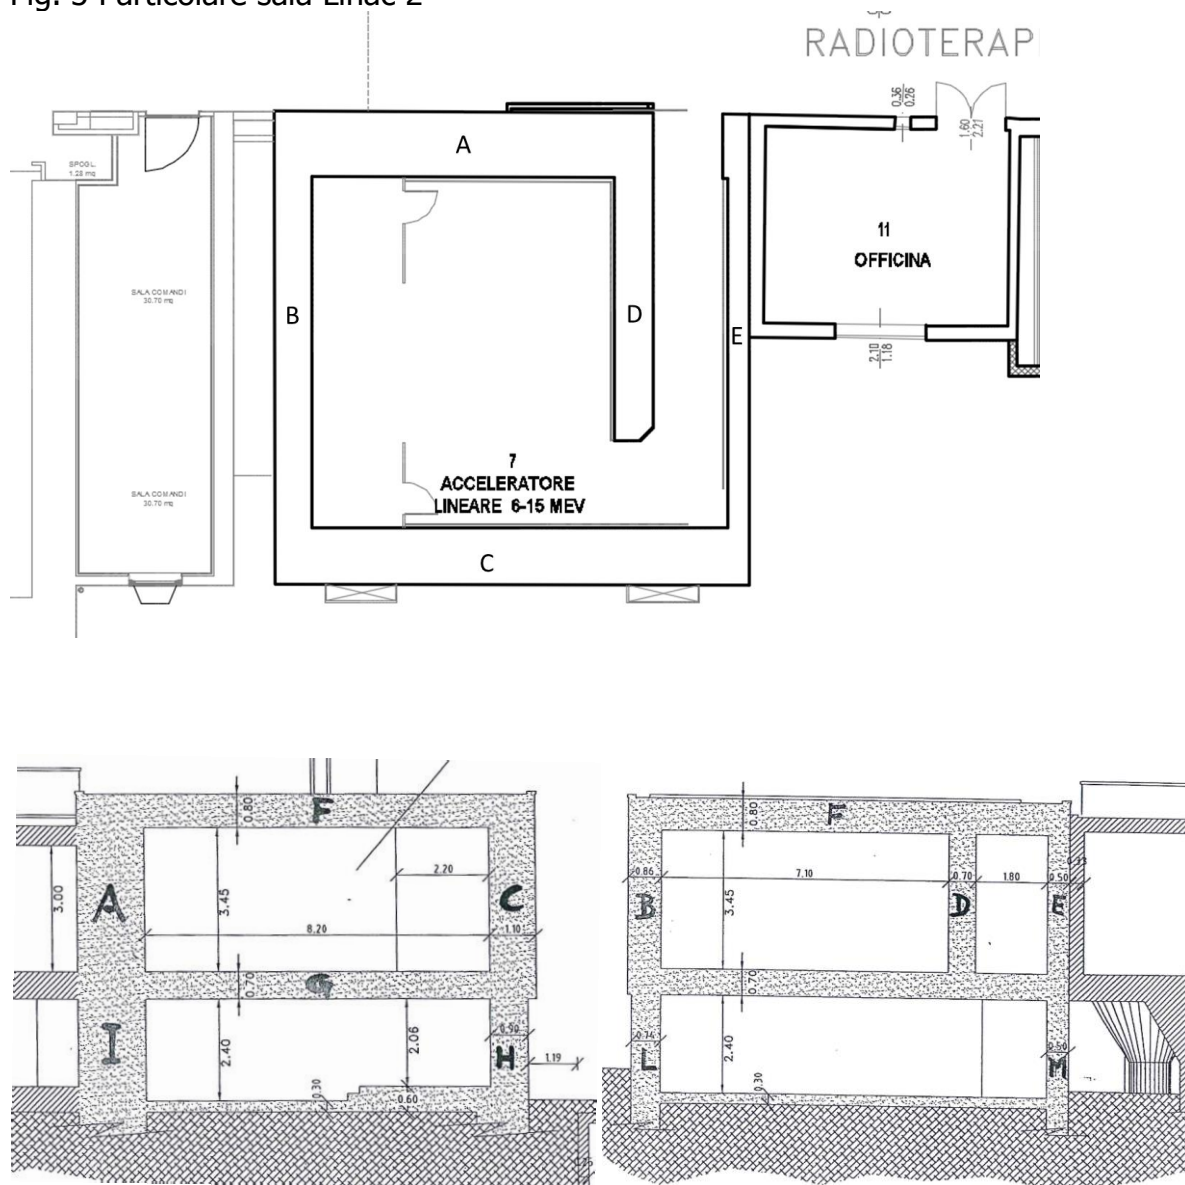 Fig. 3 Particolare sala Linac 2
RADIOTERAP
0.36
0.26
1.60
2.21
A
SPOGL.
1.28 mq
11
OFFICINA
SALA COMANDI
30.70 mq
B
D
E
2.10
1.18
7
ACCELERATORE
LINEARE 6-15 MEV
SALA COMANDI
30.70 mq
C
0.80
F
3.00
A
3.45
2.20
C
8.20
1.10
0.70
G
I
2.40
2.06
0.90
H
1.19
0.30
0.60
0.80
F
0.86
7.10
0.70
1.80
0.50
B
3.45
D
E
0.70
0.74
L
2.40
0.50
M
0.30